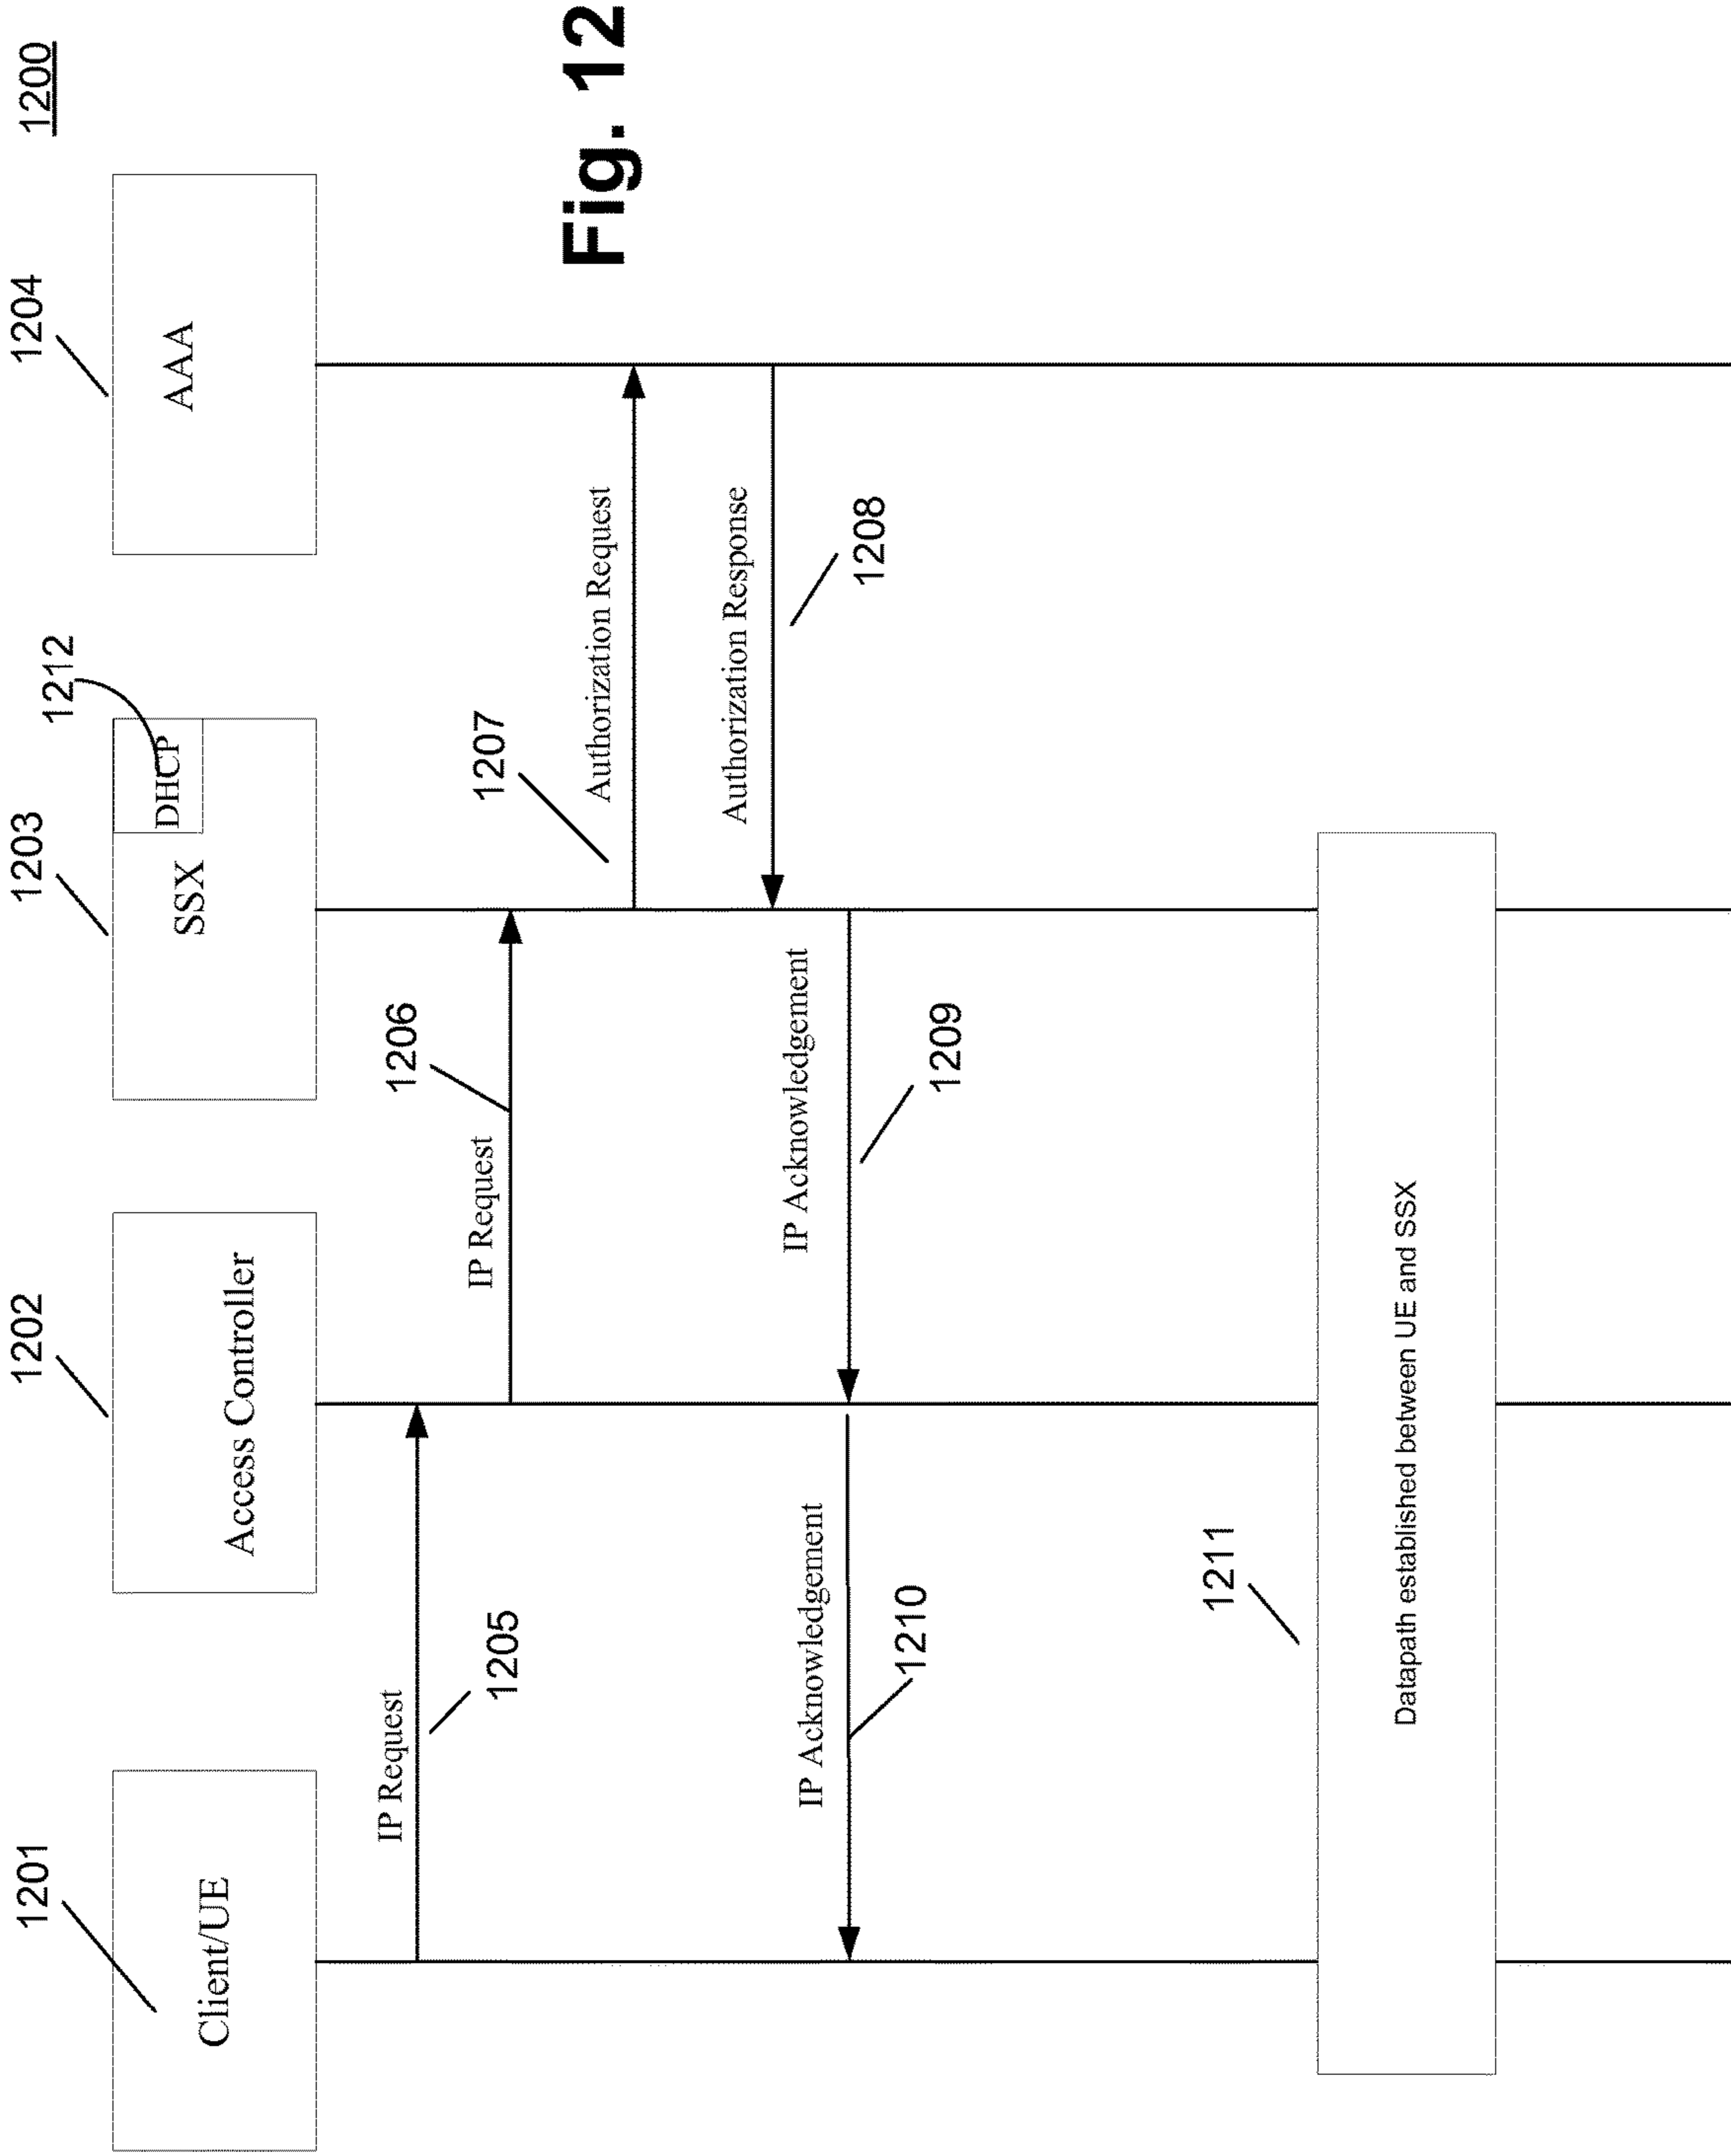 1200
1201
1202
1203
1212
1204
Client/UE
Access Controller
SSX
DHCP
AAA
IP Request
1205
IP Request
1206
1207
Authorization Request
Authorization Response
1208
IP Acknowledgement
1209
IP Acknowledgement
1210
1211
Datapath established between UE and SSX
Fig. 12